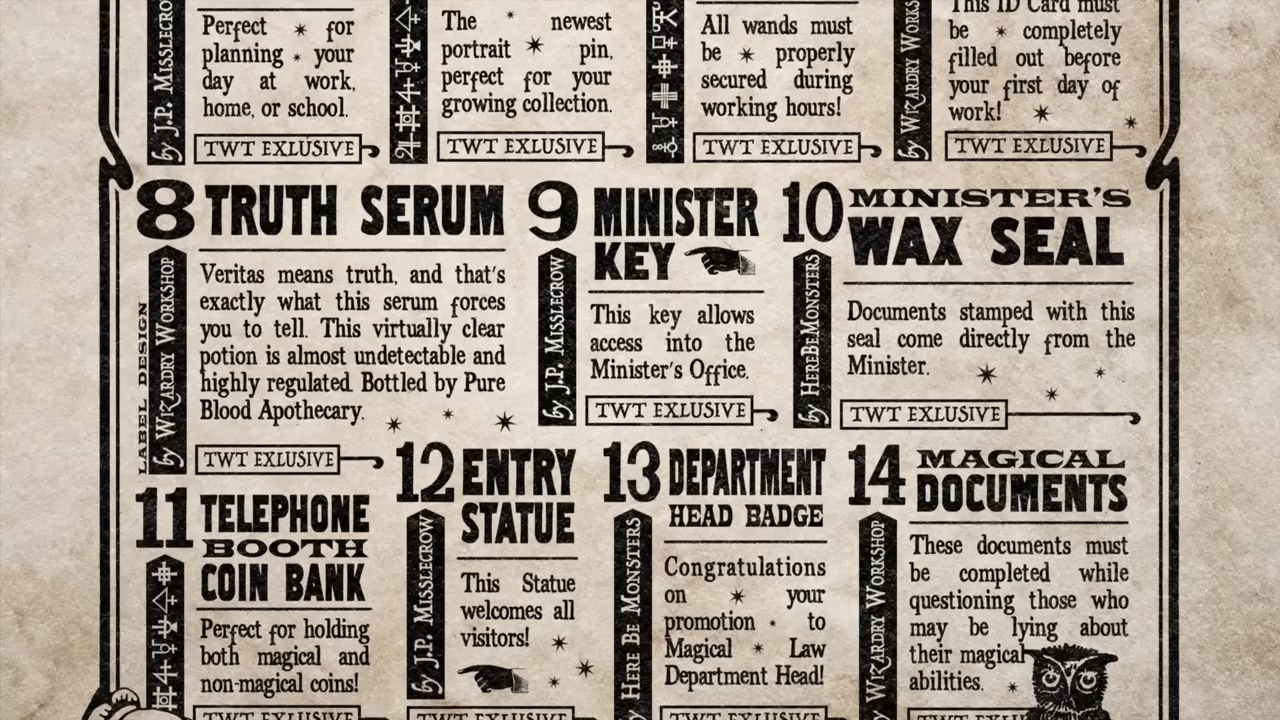 by J.P. Misslecro
Perfect for
planning your
day at work,
home, or school.
TWT EXLUSIVE
The newest
portrait pin,
perfect for your
growing collection.
TWT EXLUSIVE
All wands must
be properly
secured during
working hours!
TWT EXLUSIVE
by Wizardry Works
This ID Card must
be completely
filled out before
your first day of
work!
TWT EXLUSIVE
8 TRUTH SERUM
LABEL DESIGN
by Wizardry Workshop
Veritas means truth, and that's
exactly what this serum forces
you to tell. This virtually clear
potion is almost undetectable and
highly regulated. Bottled by Pure
Blood Apothecary.
TWT EXLUSIVE
9 MINISTER
KEY
by J.P. Misslecrow
This key allows
access into the
Minister's Office.
TWT EXLUSIVE
10 MINISTER'S
WAX SEAL
by HereBeMonsters
Documents stamped with this
seal come directly from the
Minister.
TWT EXLUSIVE
11 TELEPHONE
BOOTH
COIN BANK
Perfect for holding
both magical and
non-magical coins!
TWT EXLUSIVE
12 ENTRY
STATUE
by J.P. Misslecrow
This Statue
welcomes all
visitors!
TWT EXLUSIVE
13 DEPARTMENT
HEAD BADGE
by Here Be Monsters
Congratulations
on your
promotion to
Magical Law
Department Head!
TWT EXLUSIVE
14 MAGICAL
DOCUMENTS
by Wizardry Workshop
These documents must
be completed while
questioning those who
may be lying about
their magical
abilities.
TWT